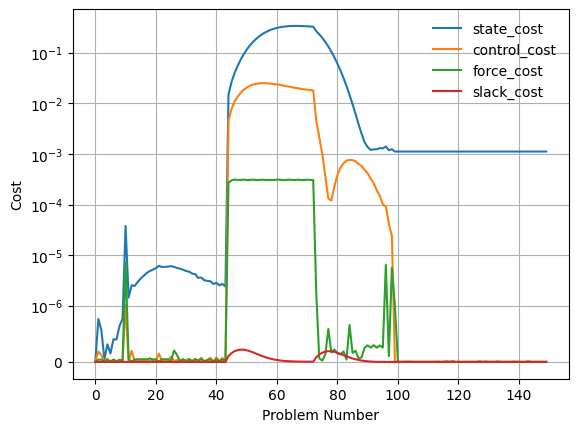 state_cost
control_cost
force_cost
slack_cost
10⁻¹
10⁻²
10⁻³
10⁻⁴
10⁻⁵
10⁻⁶
0
Cost
0 20 40 60 80 100 120 140
Problem Number